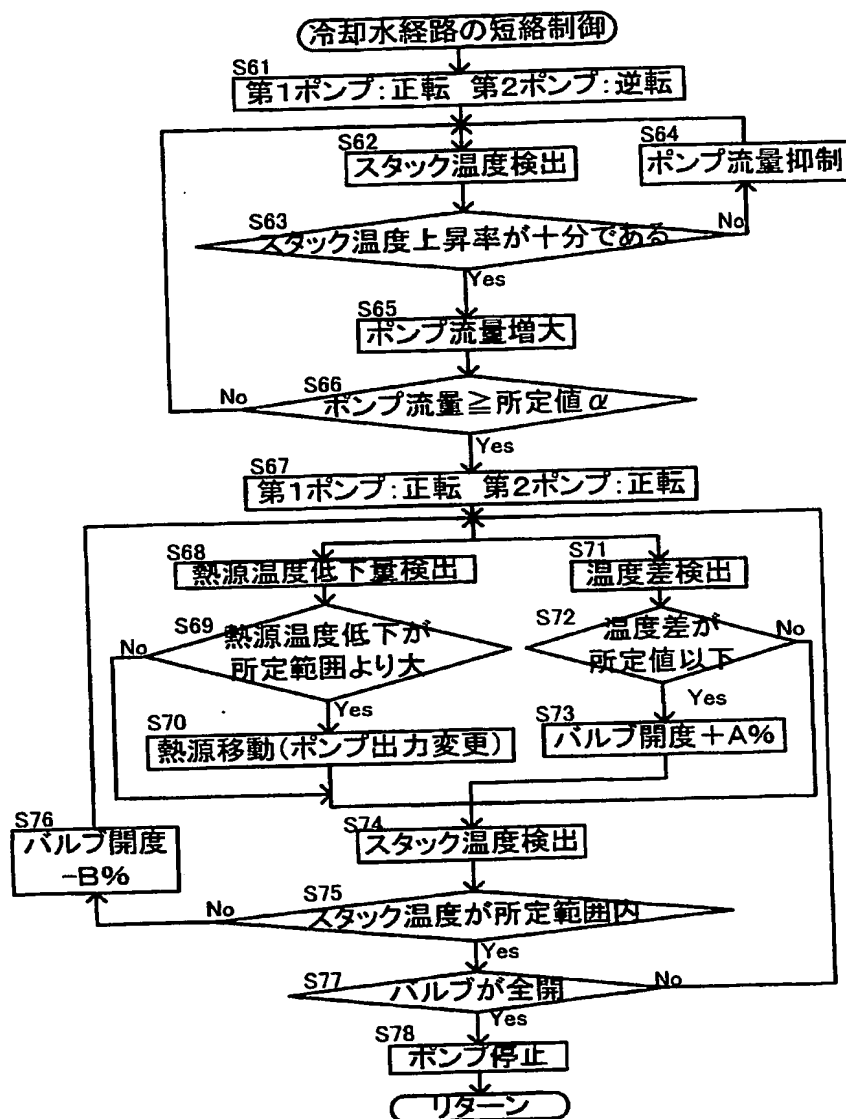 冷却水経路の短絡制御
S61
第1ポンプ:正転 第2ポンプ:逆転
S62
スタック温度検出
S64
ポンプ流量抑制
S63
スタック温度上昇率が十分である
No
Yes
S65
ポンプ流量増大
S66
ポンプ流量≧所定値α
No
Yes
S67
第1ポンプ:正転 第2ポンプ:正転
S68
熱源温度低下量検出
S71
温度差検出
S69
熱源温度低下が
所定範囲より大
No
Yes
S72
温度差が
所定値以下
No
Yes
S70
熱源移動(ポンプ出力変更)
S73
バルブ開度+A%
S74
スタック温度検出
S76
バルブ開度
-B%
S75
スタック温度が所定範囲内
No
Yes
S77
バルブが全開
No
Yes
S78
ポンプ停止
リターン